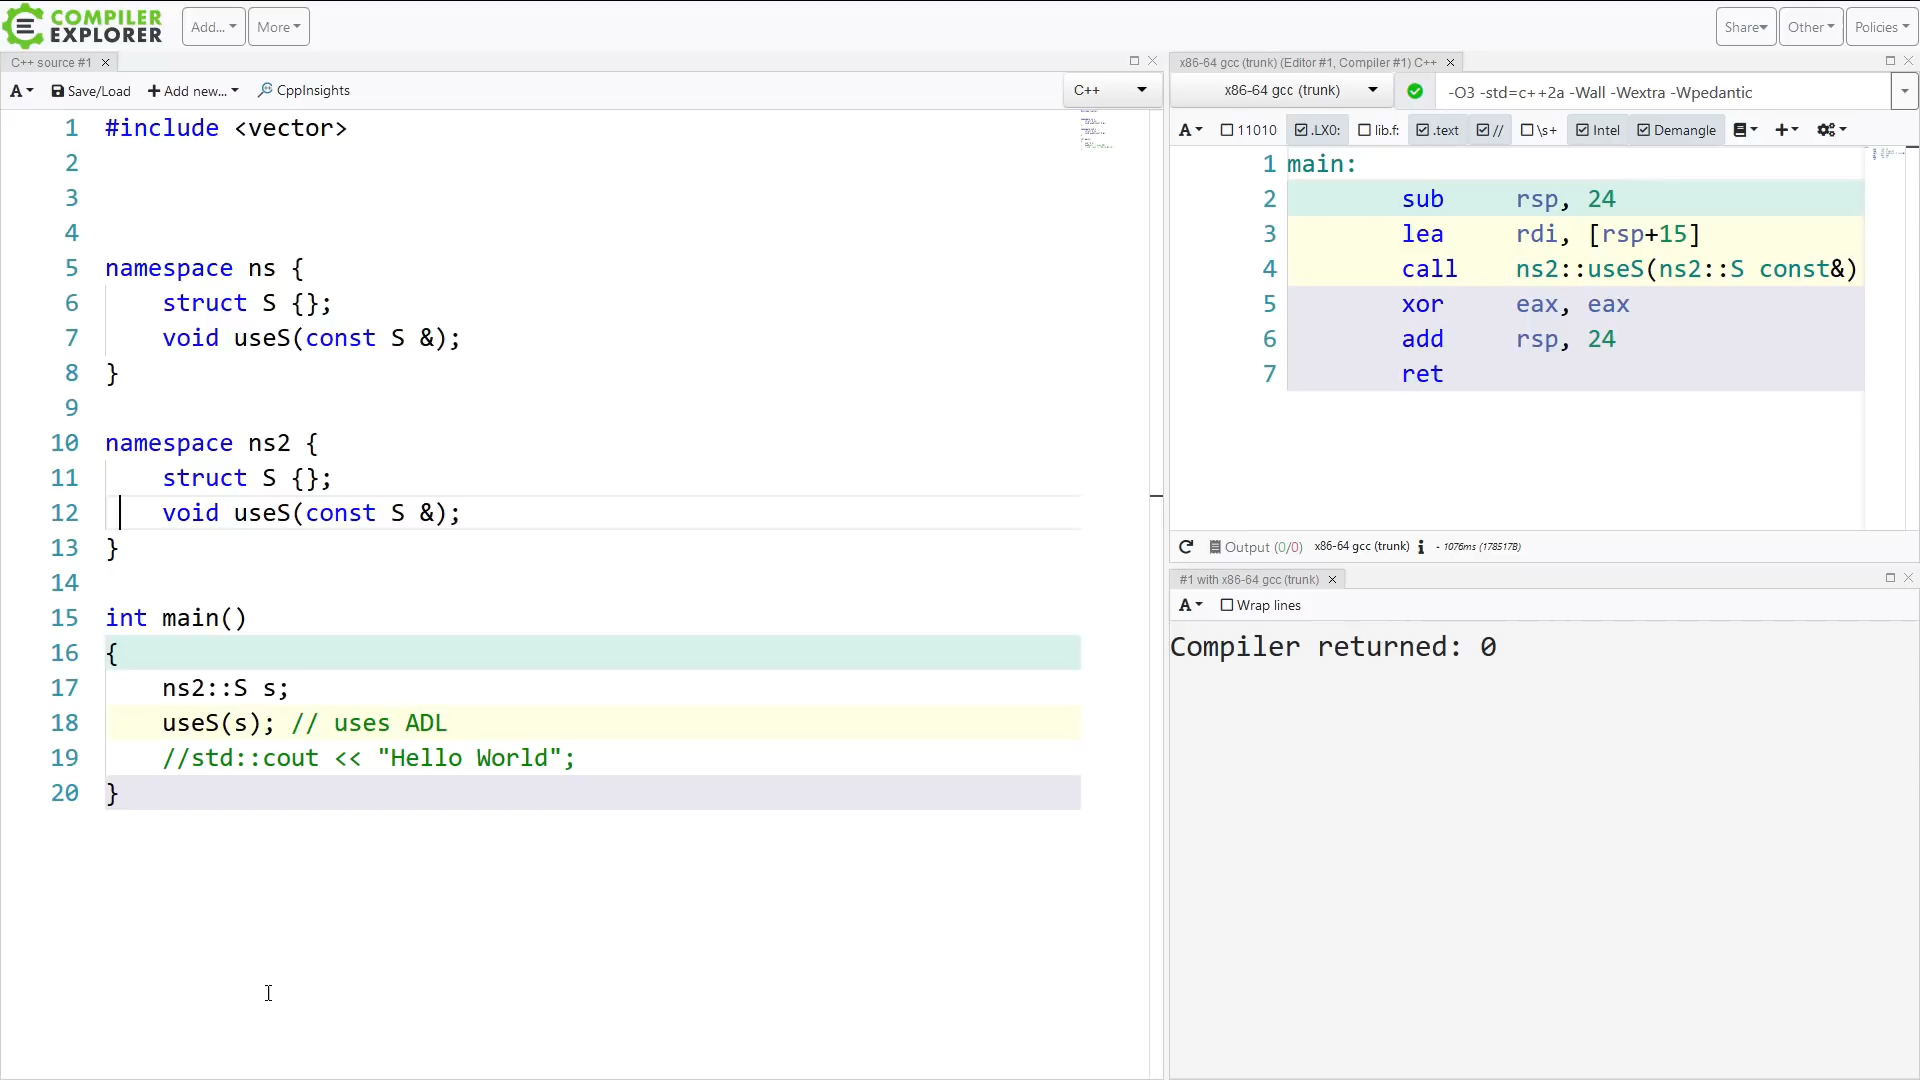 COMPILER
EXPLORER
Add...
More
Share
Other
Policies
C++ source #1
A
Save/Load
Add new...
CppInsights
C++
1 #include <vector>
2
3
4
5 namespace ns {
6 struct S {};
7 void useS(const S &);
8 }
9
10 namespace ns2 {
11 struct S {};
12 void useS(const S &);
13 }
14
15 int main()
16 {
17 ns2::S s;
18 useS(s); // uses ADL
19 //std::cout << "Hello World";
20 }
x86-64 gcc (trunk) (Editor #1, Compiler #1) C++
x86-64 gcc (trunk)
-O3 -std=c++2a -Wall -Wextra -Wpedantic
A
11010
.LX0:
lib.f:
.text
//
\s+
Intel
Demangle
1 main:
2 sub rsp, 24
3 lea rdi, [rsp+15]
4 call ns2::useS(ns2::S const&)
5 xor eax, eax
6 add rsp, 24
7 ret
Output (0/0) x86-64 gcc (trunk) i - 1076ms (178517B)
#1 with x86-64 gcc (trunk)
A
Wrap lines
Compiler returned: 0